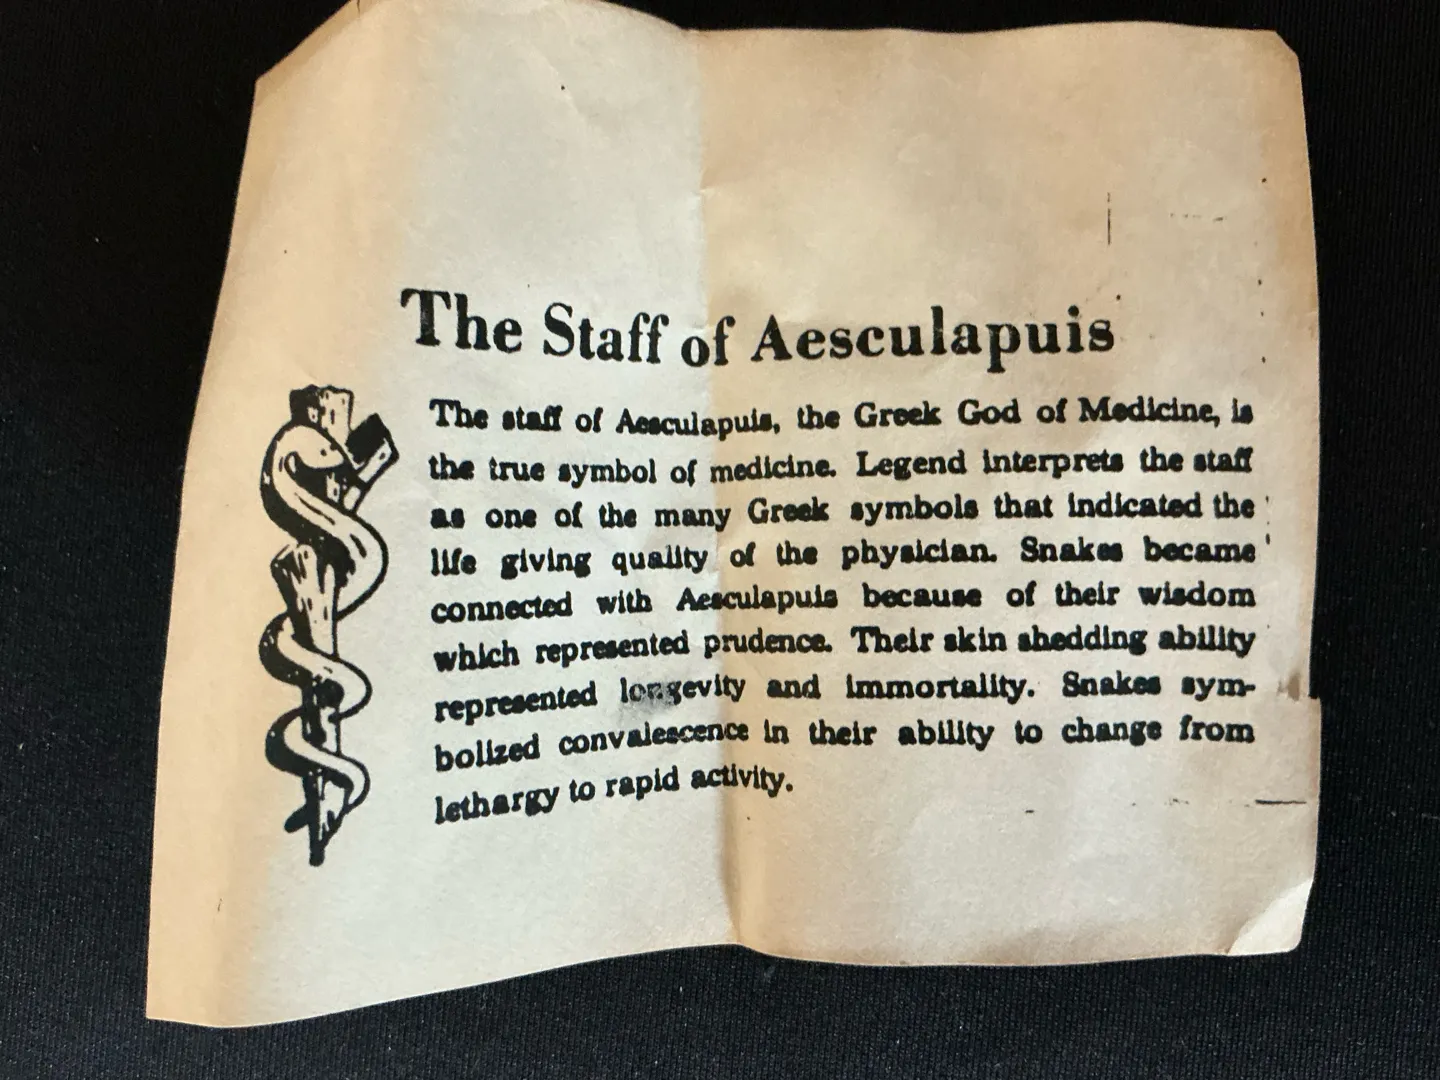 The Staff of Aesculapuis
The staff of Aesculapuis, the Greek God of Medicine, is
the true symbol of medicine. Legend interprets the staff
as one of the many Greek symbols that indicated the
life giving quality of the physician. Snakes became
connected with Aesculapuis because of their wisdom
which represented prudence. Their skin shedding ability
represented longevity and immortality. Snakes sym-
bolized convalescence in their ability to change from
lethargy to rapid activity.